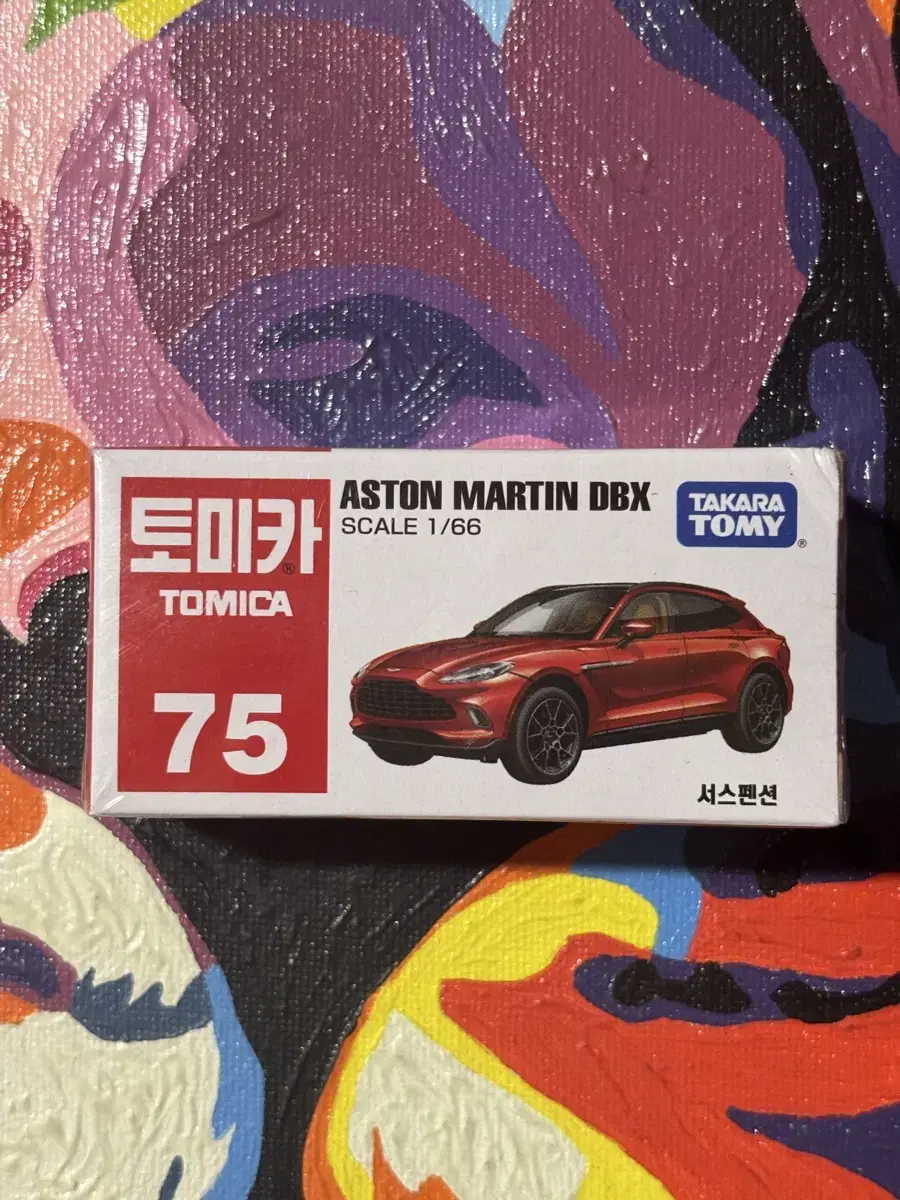 토미카®
TOMICA
75
ASTON MARTIN DBX
SCALE 1/66
TAKARA
TOMY®
서스펜션